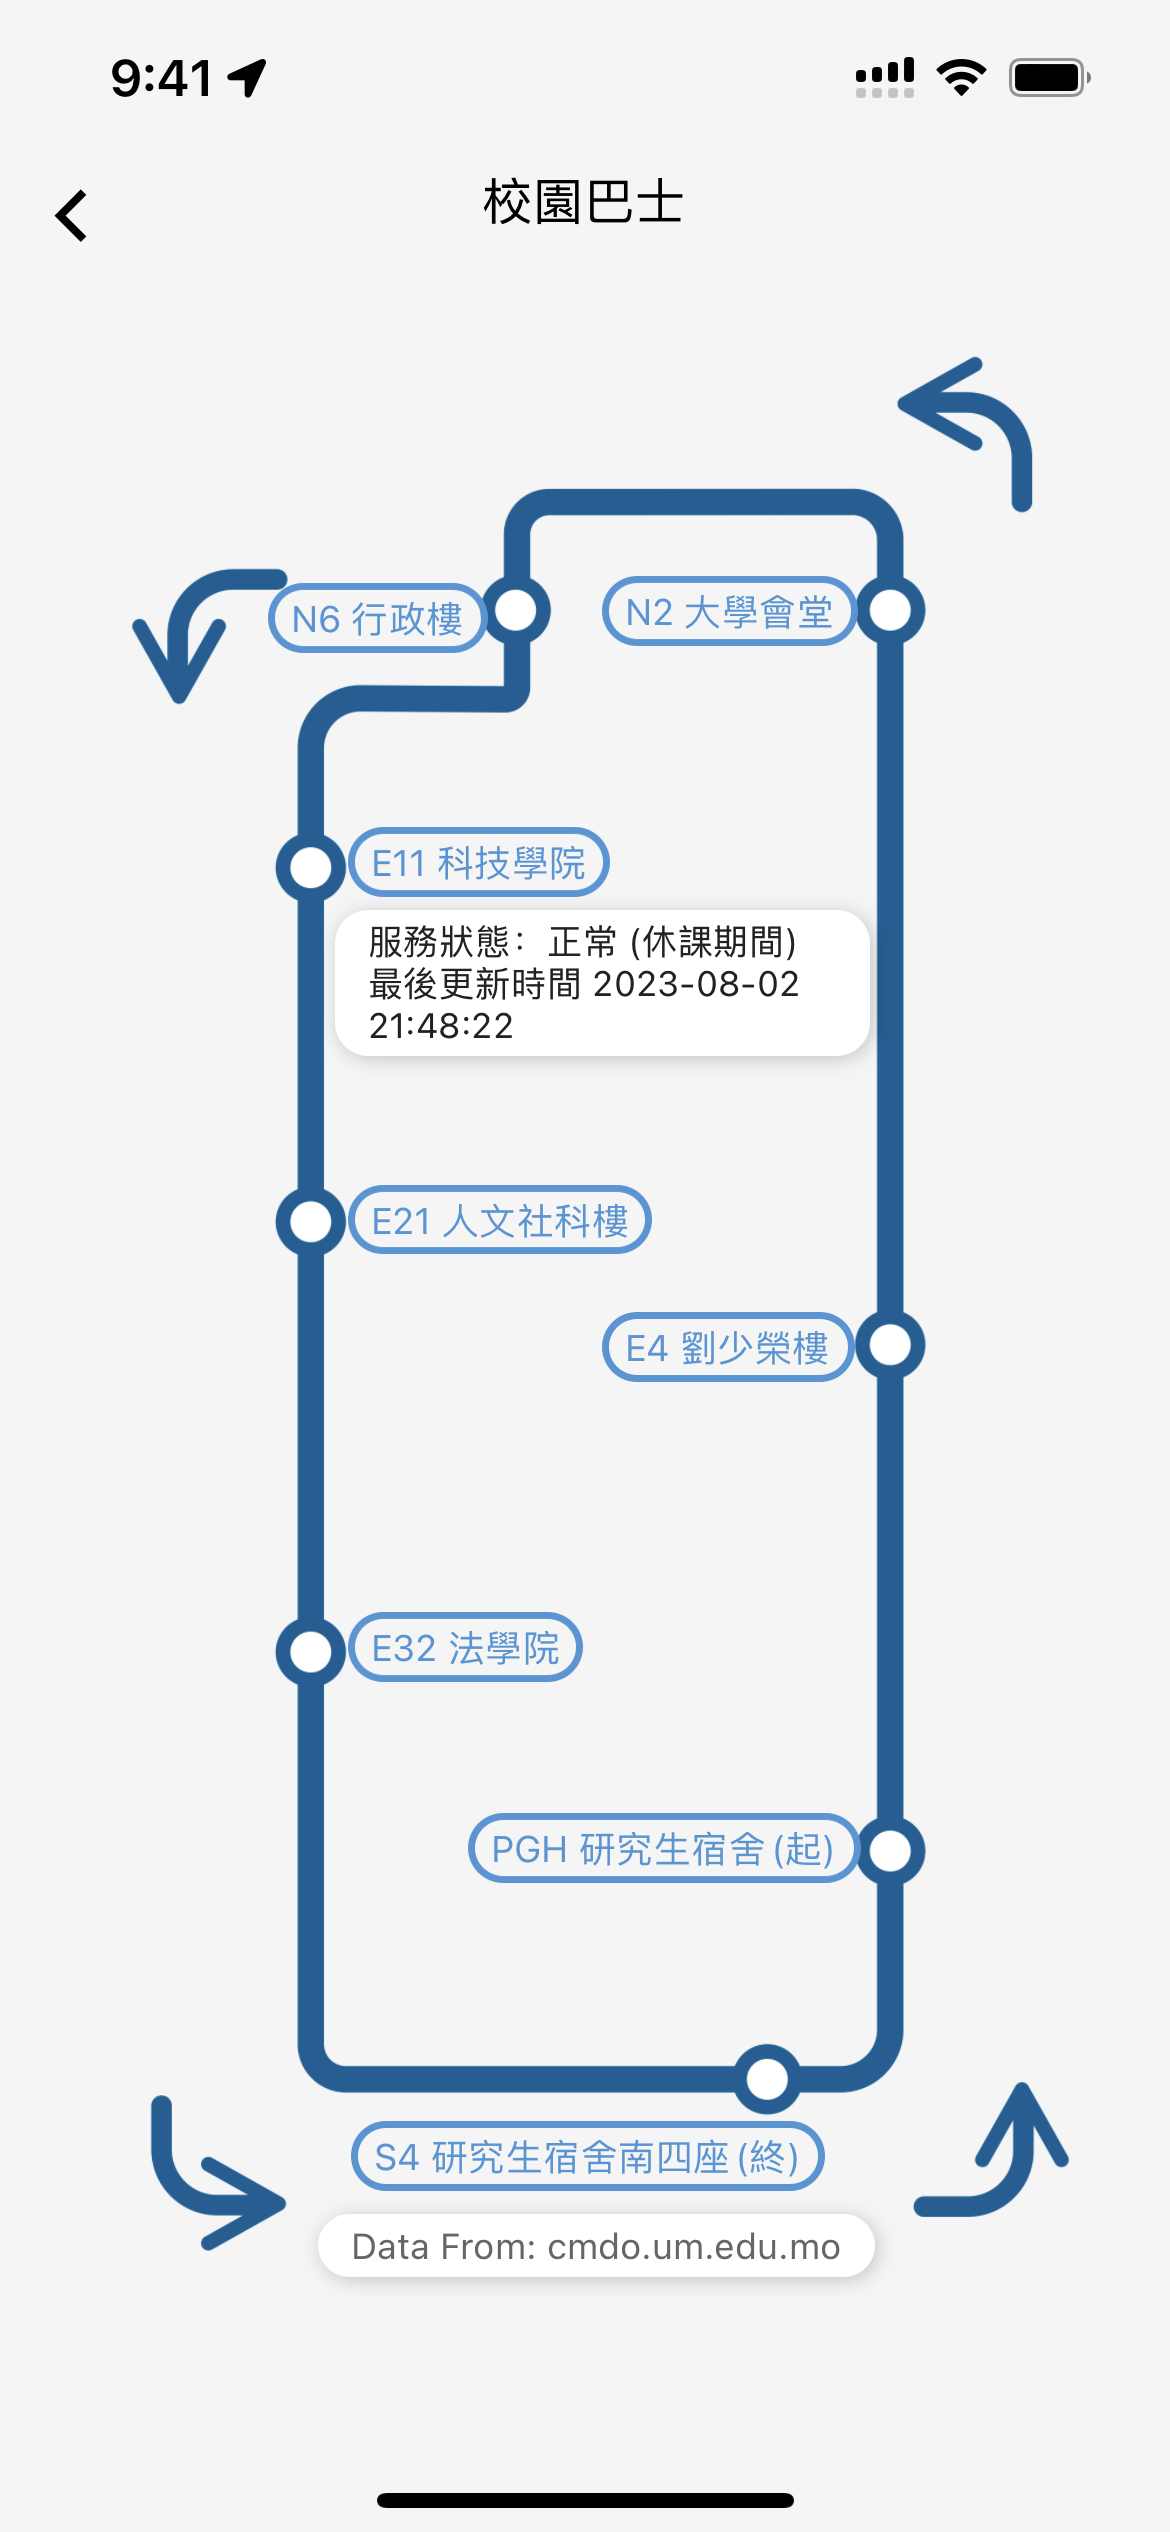 9:41
校園巴士
N6 行政樓
N2 大學會堂
E11 科技學院
服務狀態：正常 (休課期間)
最後更新時間 2023-08-02
21:48:22
E21 人文社科樓
E4 劉少榮樓
E32 法學院
PGH 研究生宿舍 (起)
S4 研究生宿舍南四座 (終)
Data From: cmdo.um.edu.mo